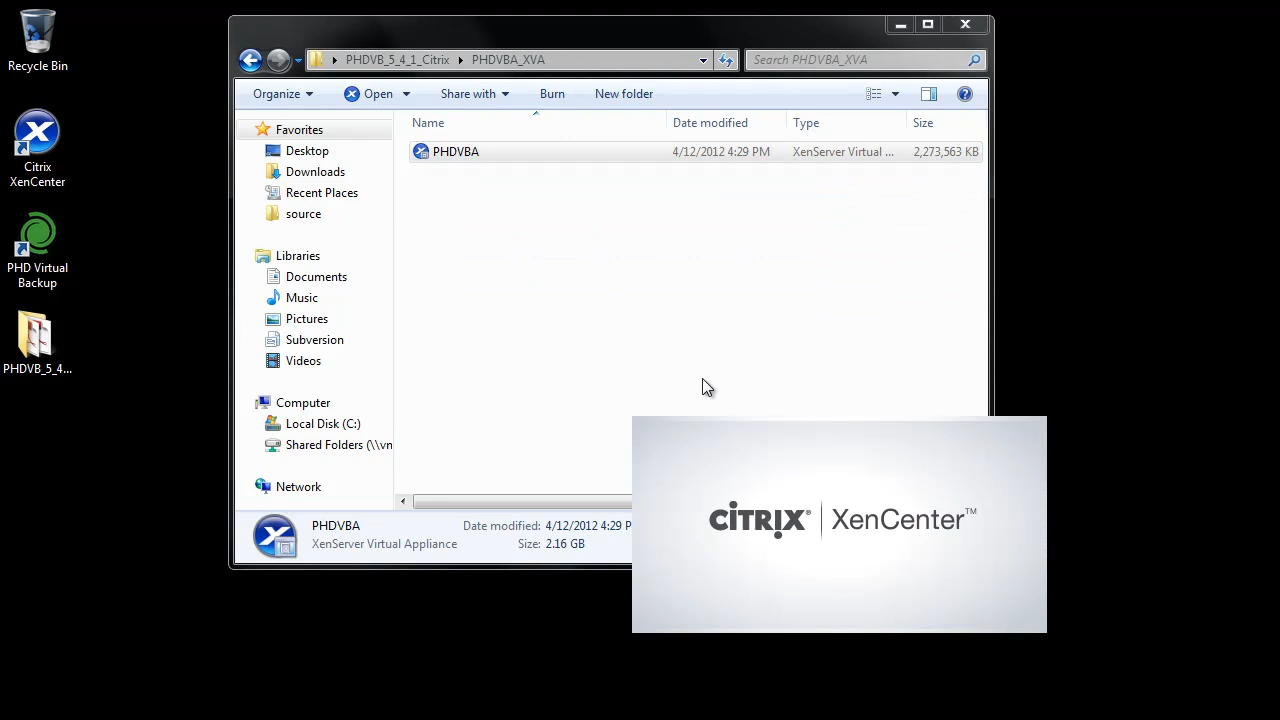 Recycle Bin
Citrix
XenCenter
PHD Virtual
Backup
PHDVB_5_4...
PHDVB_5_4_1_Citrix
PHDVBA_XVA
Search PHDVBA_XVA
Organize
Open
Share with
Burn
New folder
Name
Date modified
Type
Size
PHDVBA
4/12/2012 4:29 PM
XenServer Virtual ...
2,273,563 KB
Favorites
Desktop
Downloads
Recent Places
source
Libraries
Documents
Music
Pictures
Subversion
Videos
Computer
Local Disk (C:)
Shared Folders (\\vn
Network
PHDVBA
Date modified: 4/12/2012 4:29 P
XenServer Virtual Appliance
Size: 2.16 GB
CİTRIX® XenCenter™